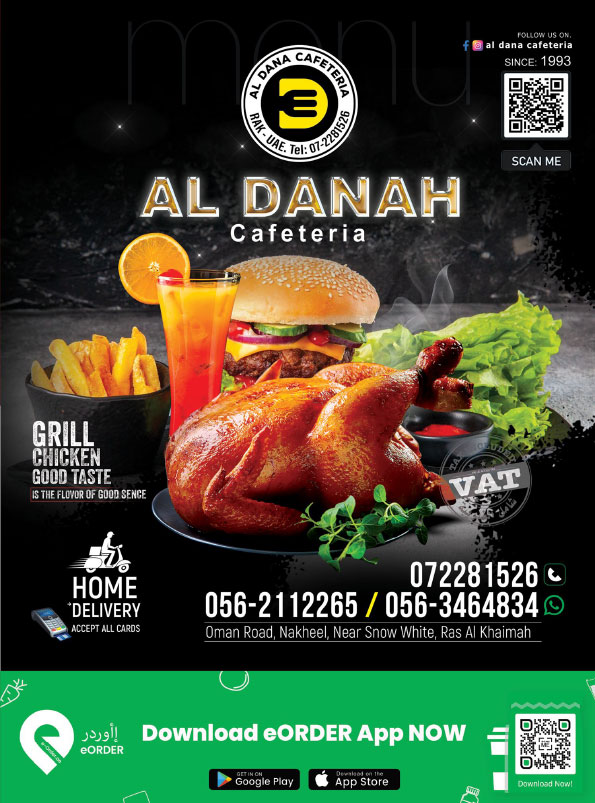 menu
FOLLOW US ON.
al dana cafeteria
SINCE: 1993
SCAN ME
AL DANA CAFETERIA
RAK - UAE. Tel: 07-2281526
AL DANAH
Cafeteria
GRILL
CHICKEN
GOOD TASTE
IS THE FLOVOR OF GOOD SENCE
VAT
HOME
DELIVERY
ACCEPT ALL CARDS
072281526
056-2112265 / 056-3464834
Oman Road, Nakheel, Near Snow White, Ras Al Khaimah
إأوردر
eORDER
Download eORDER App NOW
GET IN ON
Google Play
Download on the
App Store
Download Now!